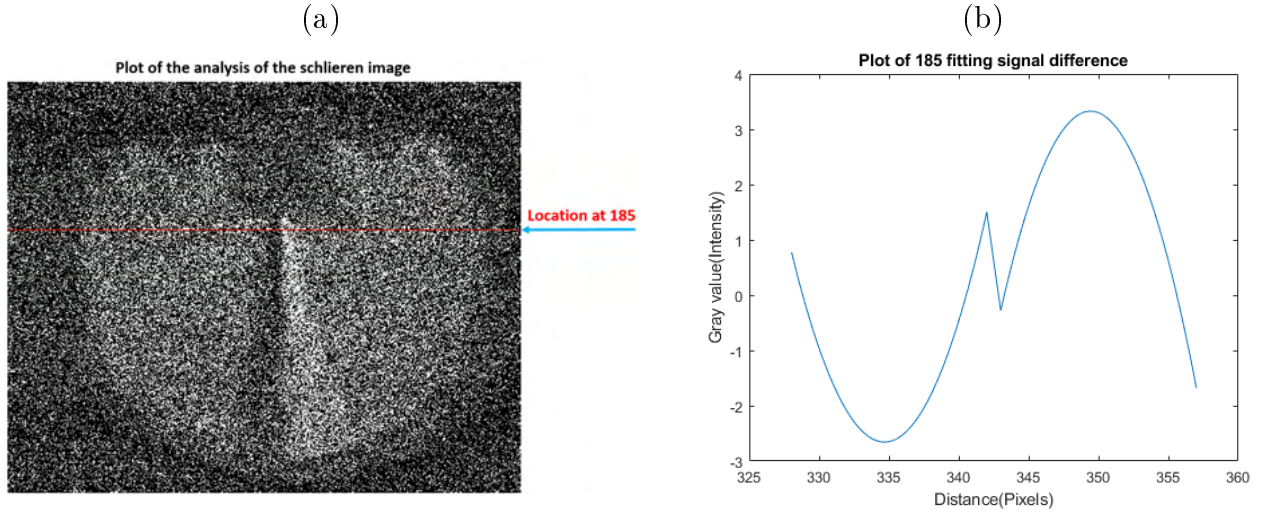 (a)
Plot of the analysis of the schlieren image
Location at 185
(b)
Plot of 185 fitting signal difference
4
3
2
1
0
-1
-2
-3
Gray value(Intensity)
325 330 335 340 345 350 355 360
Distance(Pixels)